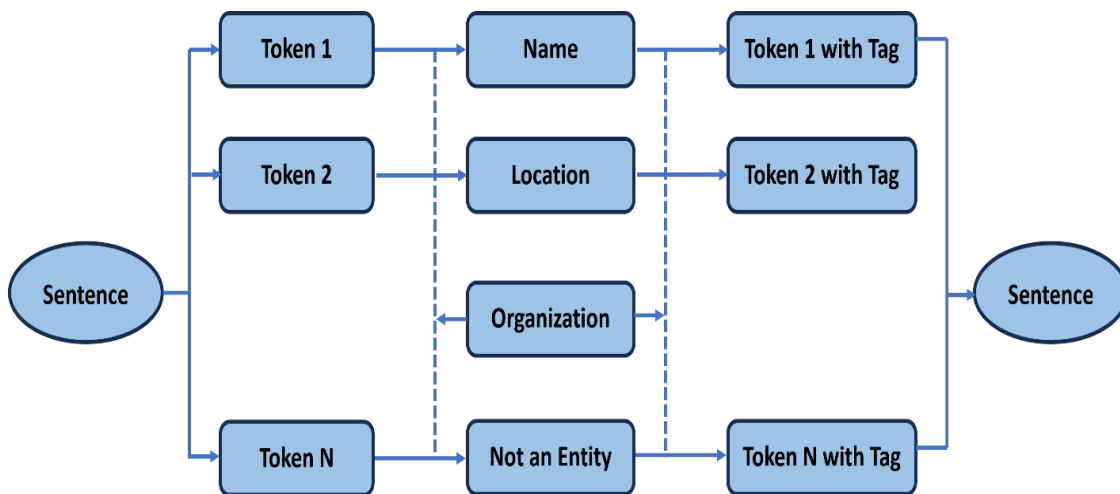 Token 1
Name
Token 1 with Tag
Token 2
Location
Token 2 with Tag
Sentence
Organization
Sentence
Token N
Not an Entity
Token N with Tag